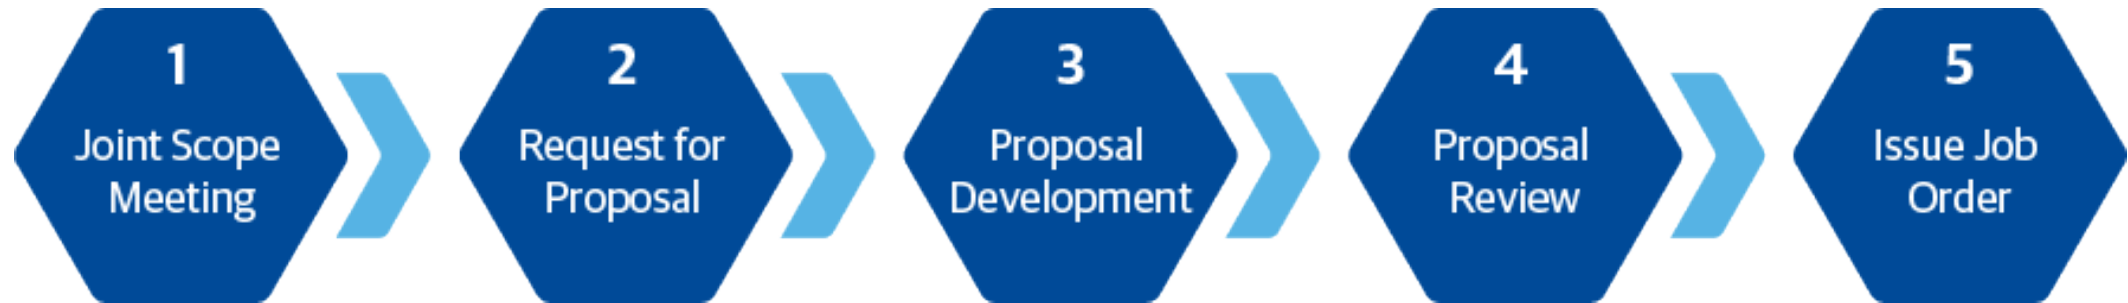 1
Joint Scope
Meeting
2
Request for
Proposal
3
Proposal
Development
4
Proposal
Review
5
Issue Job
Order